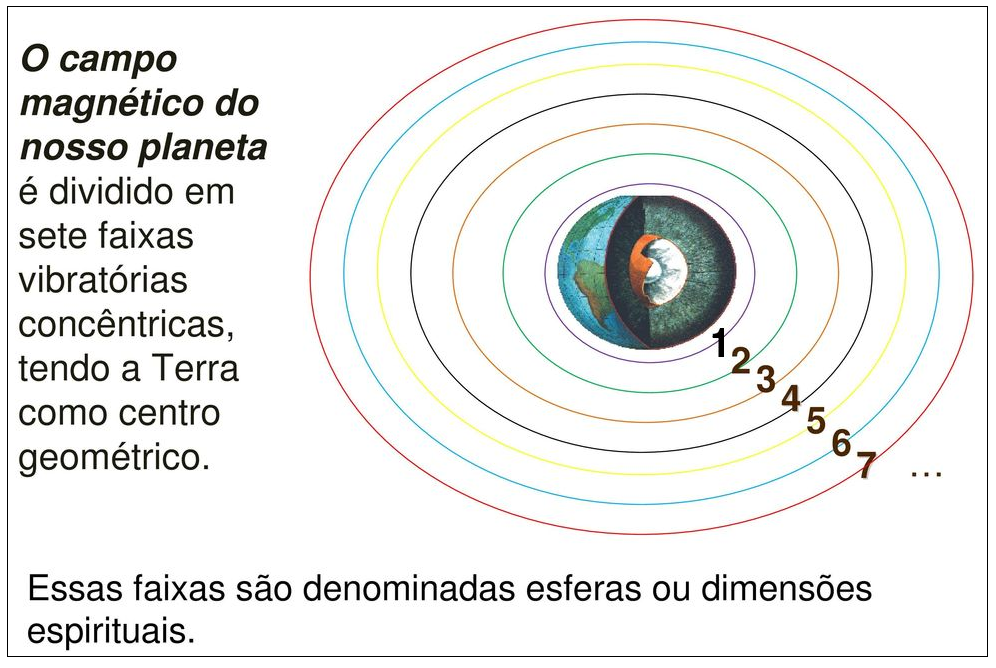 O campo
magnético do
nosso planeta
é dividido em
sete faixas
vibratórias
concêntricas,
tendo a Terra
como centro
geométrico.
1
2
3
4
5
6
7 ...
Essas faixas são denominadas esferas ou dimensões
espirituais.